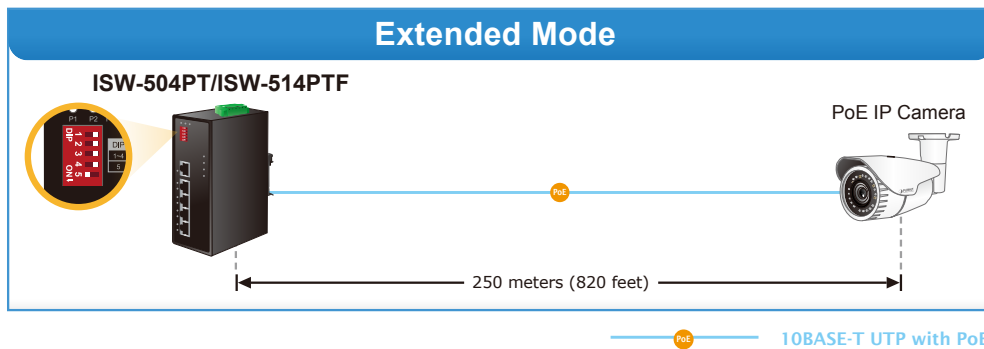 Extended Mode
ISW-504PT/ISW-514PTF
P1 P2
DIP
1 2 3 4 5
ON
DIP
1~4
5
PoE IP Camera
PoE
250 meters (820 feet)
PoE
10BASE-T UTP with PoE